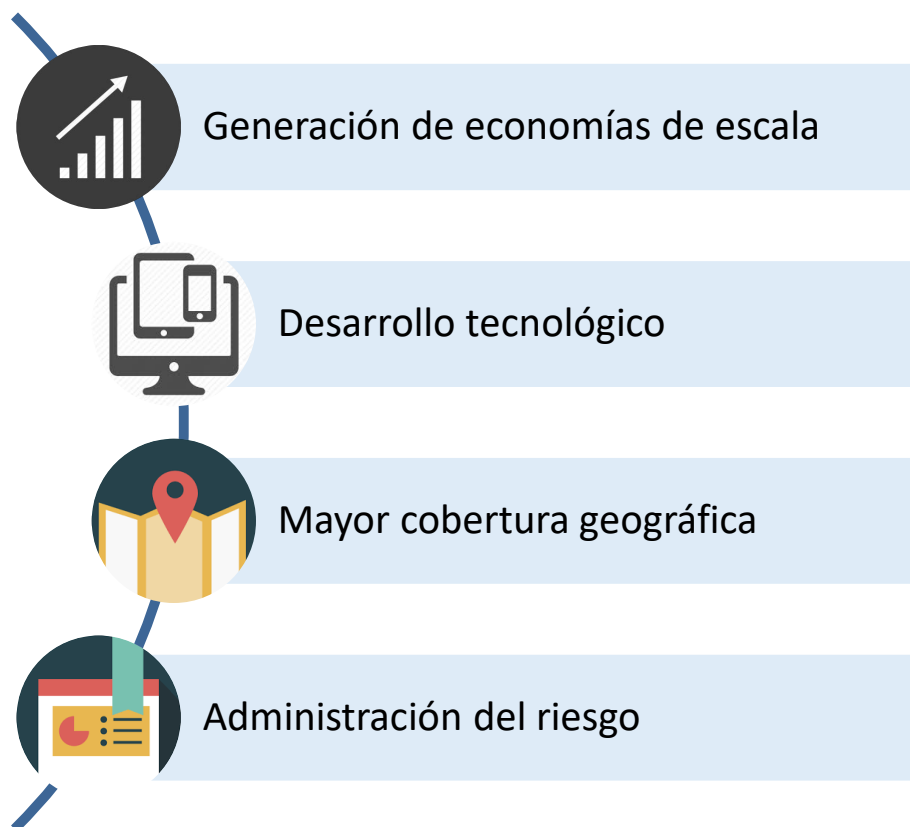 Generación de economías de escala
Desarrollo tecnológico
Mayor cobertura geográfica
Administración del riesgo